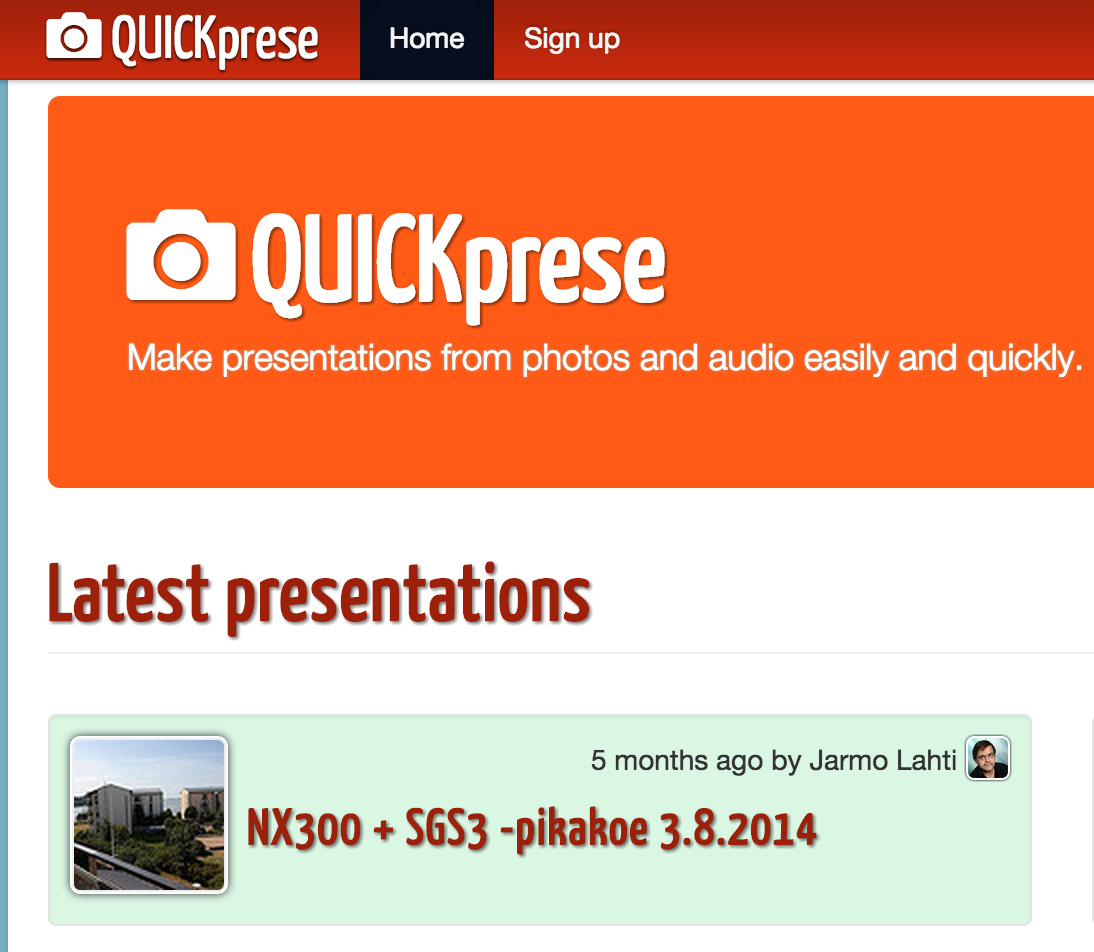 QUICKprese Home Sign up
QUICKprese
Make presentations from photos and audio easily and quickly.
Latest presentations
5 months ago by Jarmo Lahti
NX300 + SGS3 -pikakoe 3.8.2014